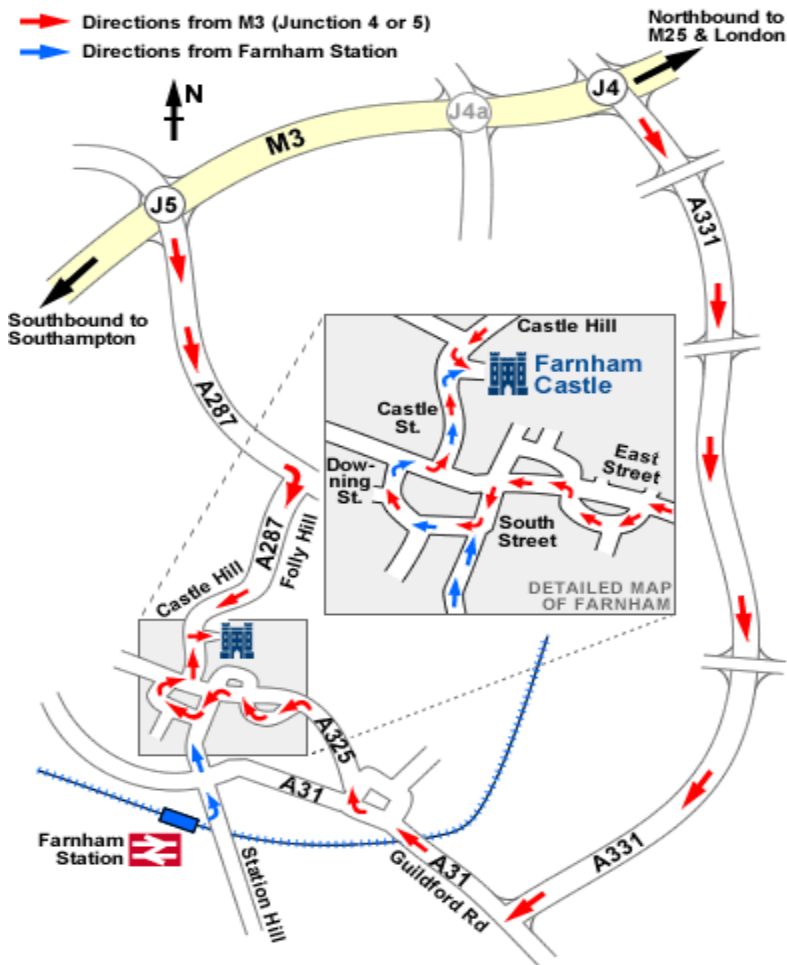 Directions from M3 (Junction 4 or 5)
Directions from Farnham Station
Northbound to
M25 & London
N
J4
J4a
M3
J5
A331
Southbound to
Southampton
A287
Castle Hill
Farnham
Castle
Castle
St.
East
Street
Dow-
ning
St.
South
Street
DETAILED MAP
OF FARNHAM
A287
Folly Hill
Castle Hill
A325
A31
Farnham
Station
Station Hill
A31
Guildford Rd
A331